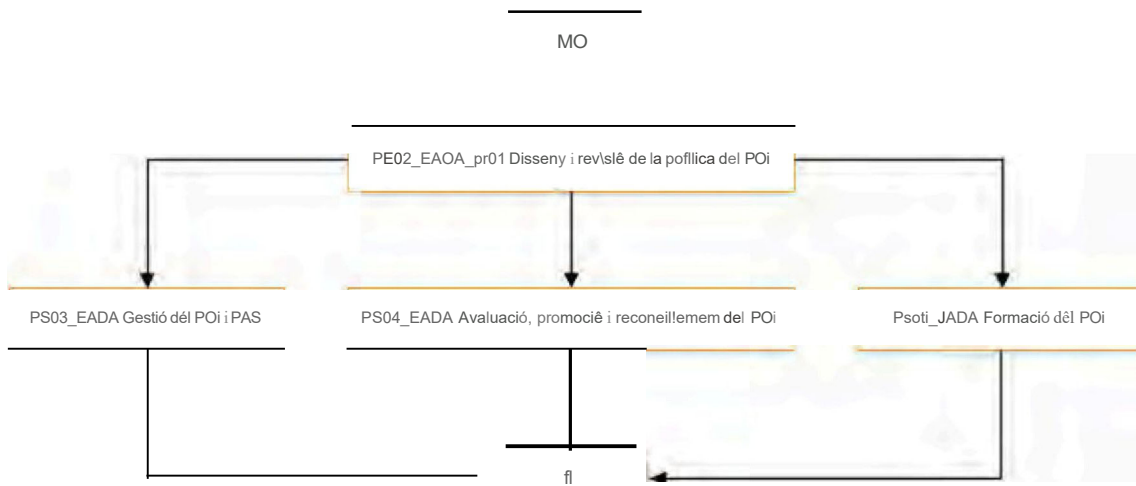 MO
PE02_EAOA_pr01 Disseny i rev\slê de la pofllica del POi
PS03_EADA Gestió dél POi i PAS
PS04_EADA Avaluació, promociê i reconeil!emem del POi
Psoti_JADA Formació dêl POi
fl